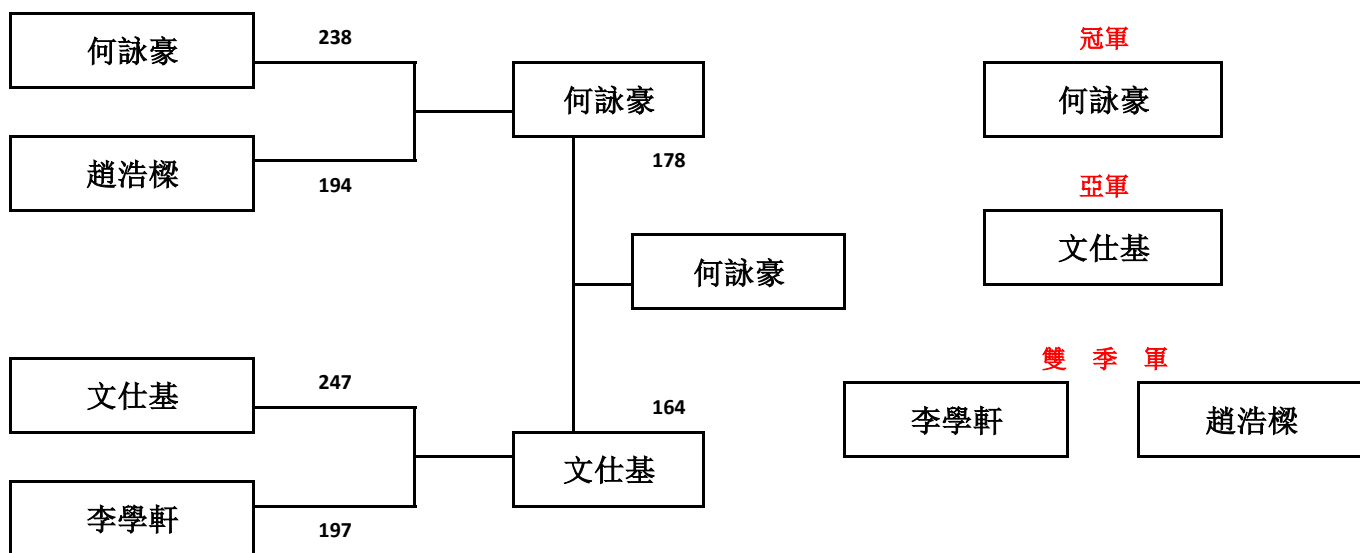 何詠豪
238
趙浩樑
194
何詠豪
178
何詠豪
文仕基
247
李學軒
197
164
文仕基
冠軍
何詠豪
亞軍
文仕基
雙 季 軍
李學軒
趙浩樑